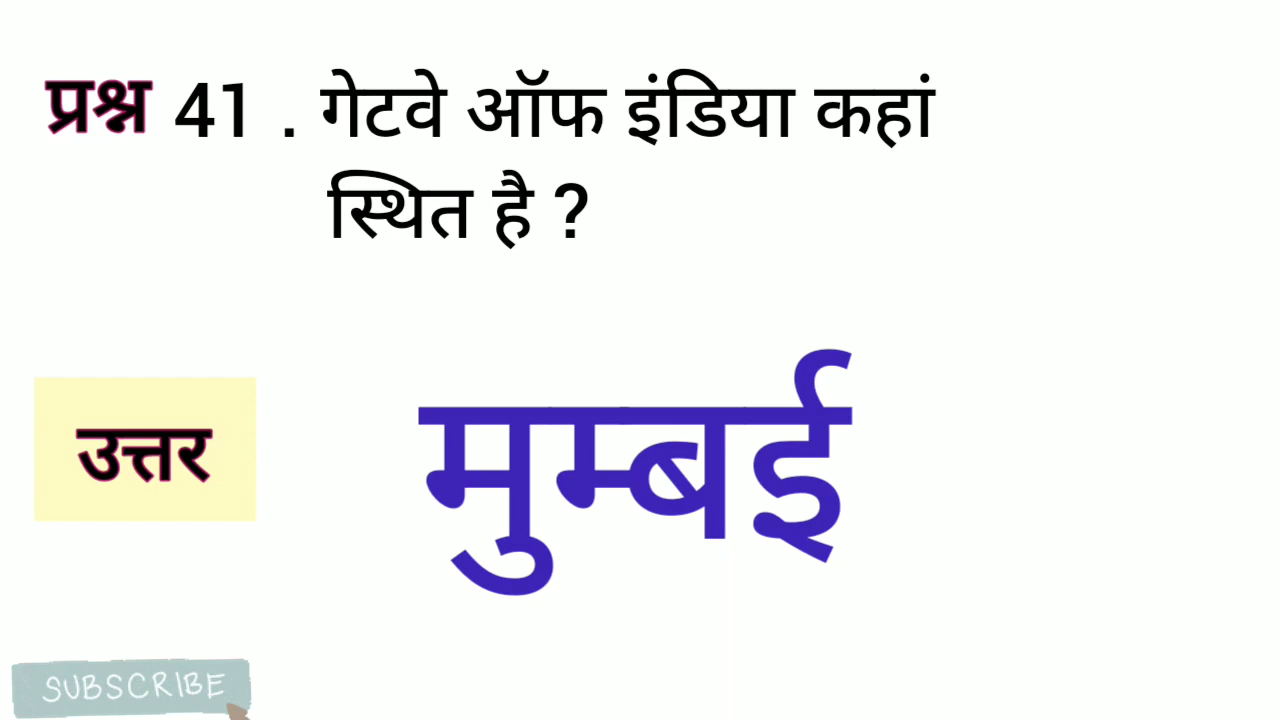 प्रश्न 41 . गेटवे ऑफ इंडिया कहां
स्थित है ?
उत्तर
मुम्बई
SUBSCRIBE